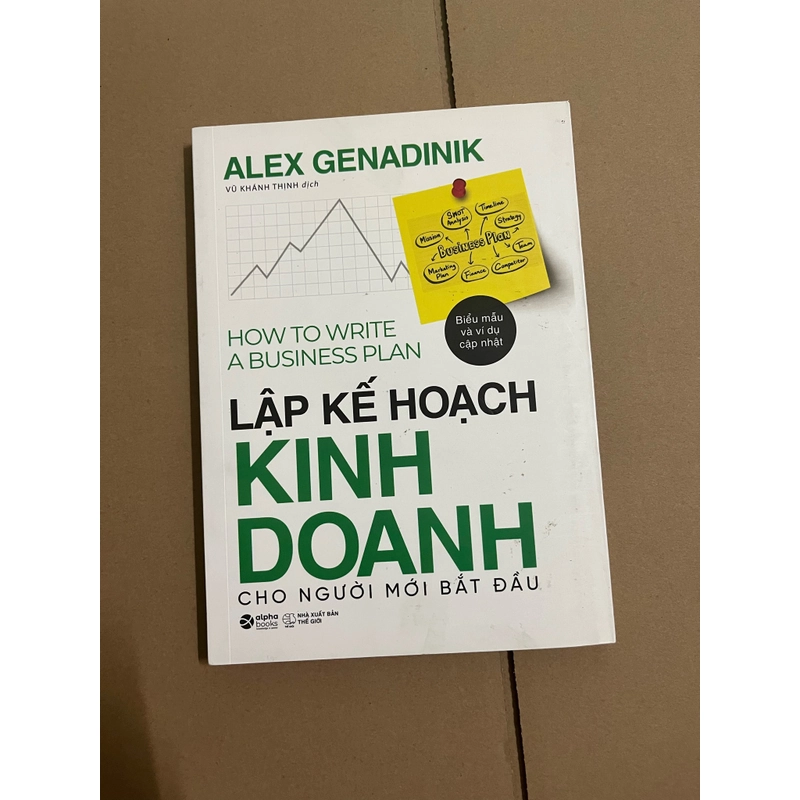 ALEX GENADINIK
VŨ KHÁNH THỊNH dịch
SWOT Analysis
Timeline
Mission
Strategy
Business Plan
Team
Marketing Plan
Finance
Competitor
HOW TO WRITE
A BUSINESS PLAN
Biểu mẫu
và ví dụ
cập nhật
LẬP KẾ HOẠCH
KINH
DOANH
CHO NGƯỜI MỚI BẮT ĐẦU
alpha
books
NHÀ XUẤT BẢN
THẾ GIỚI